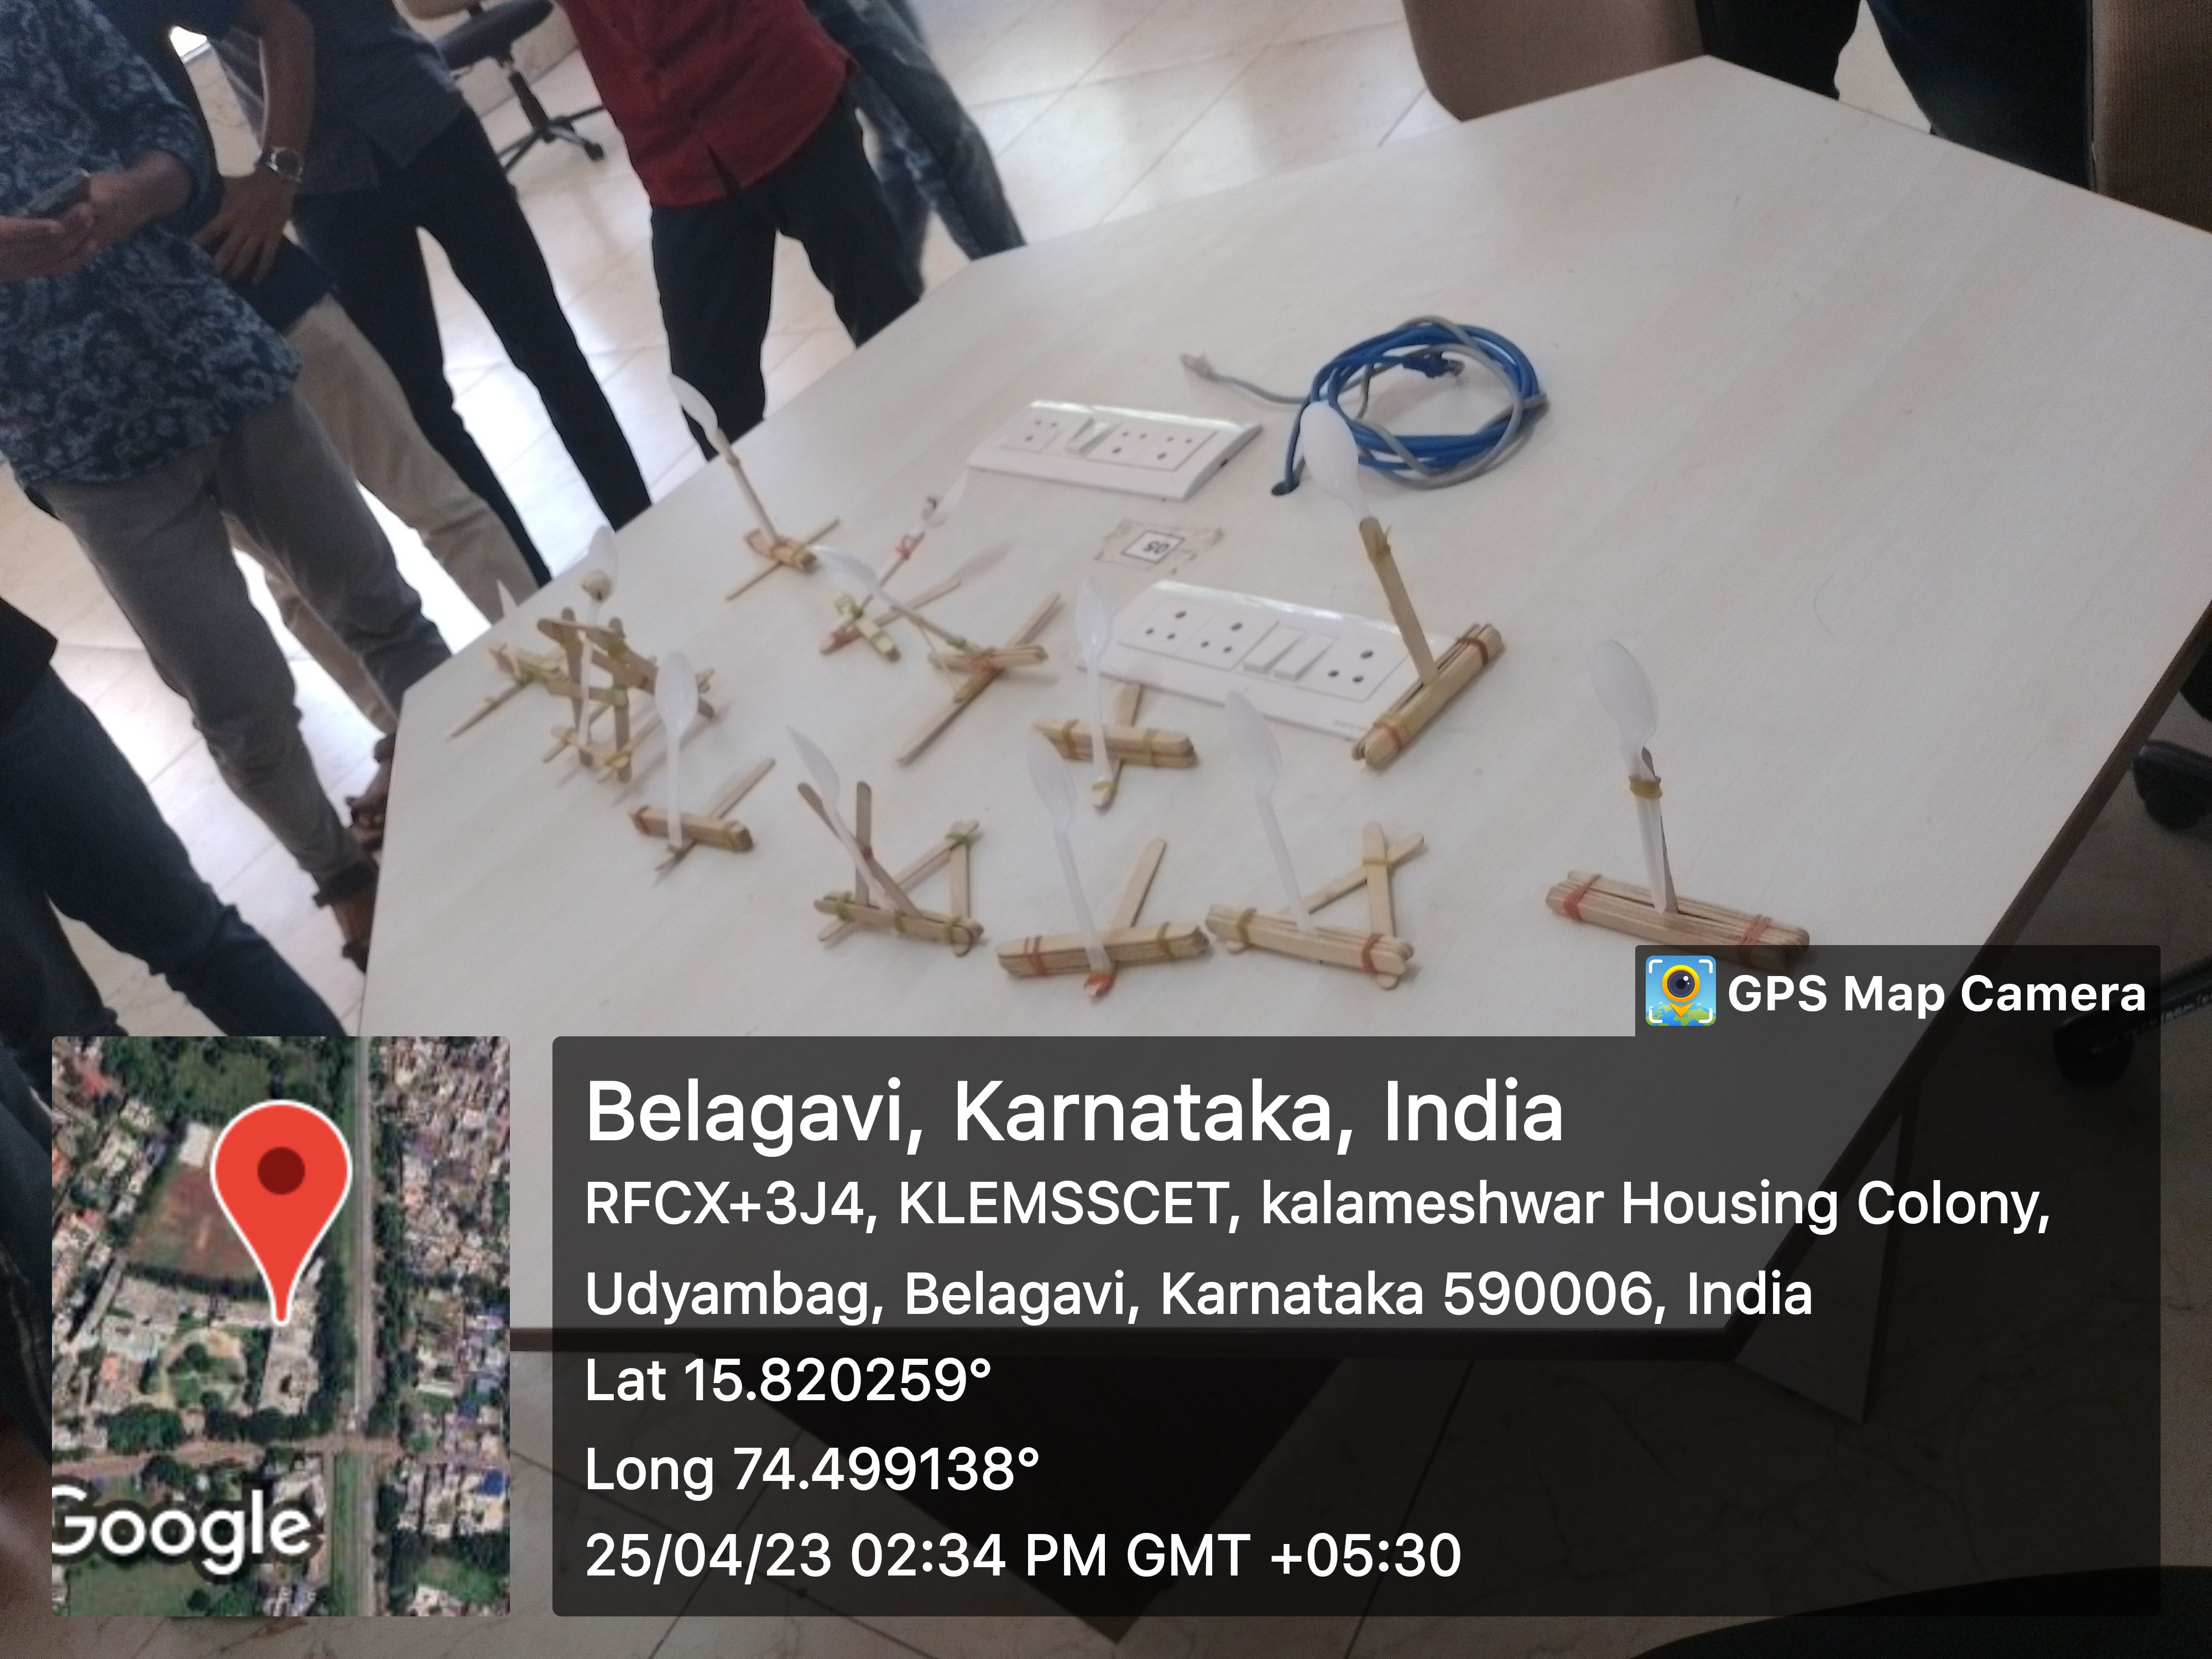 05
GPS Map Camera
Belagavi, Karnataka, India
RFCX+3J4, KLEMSSCET, kalameshwar Housing Colony,
Udyambag, Belagavi, Karnataka 590006, India
Lat 15.820259°
Long 74.499138°
25/04/23 02:34 PM GMT +05:30
Google